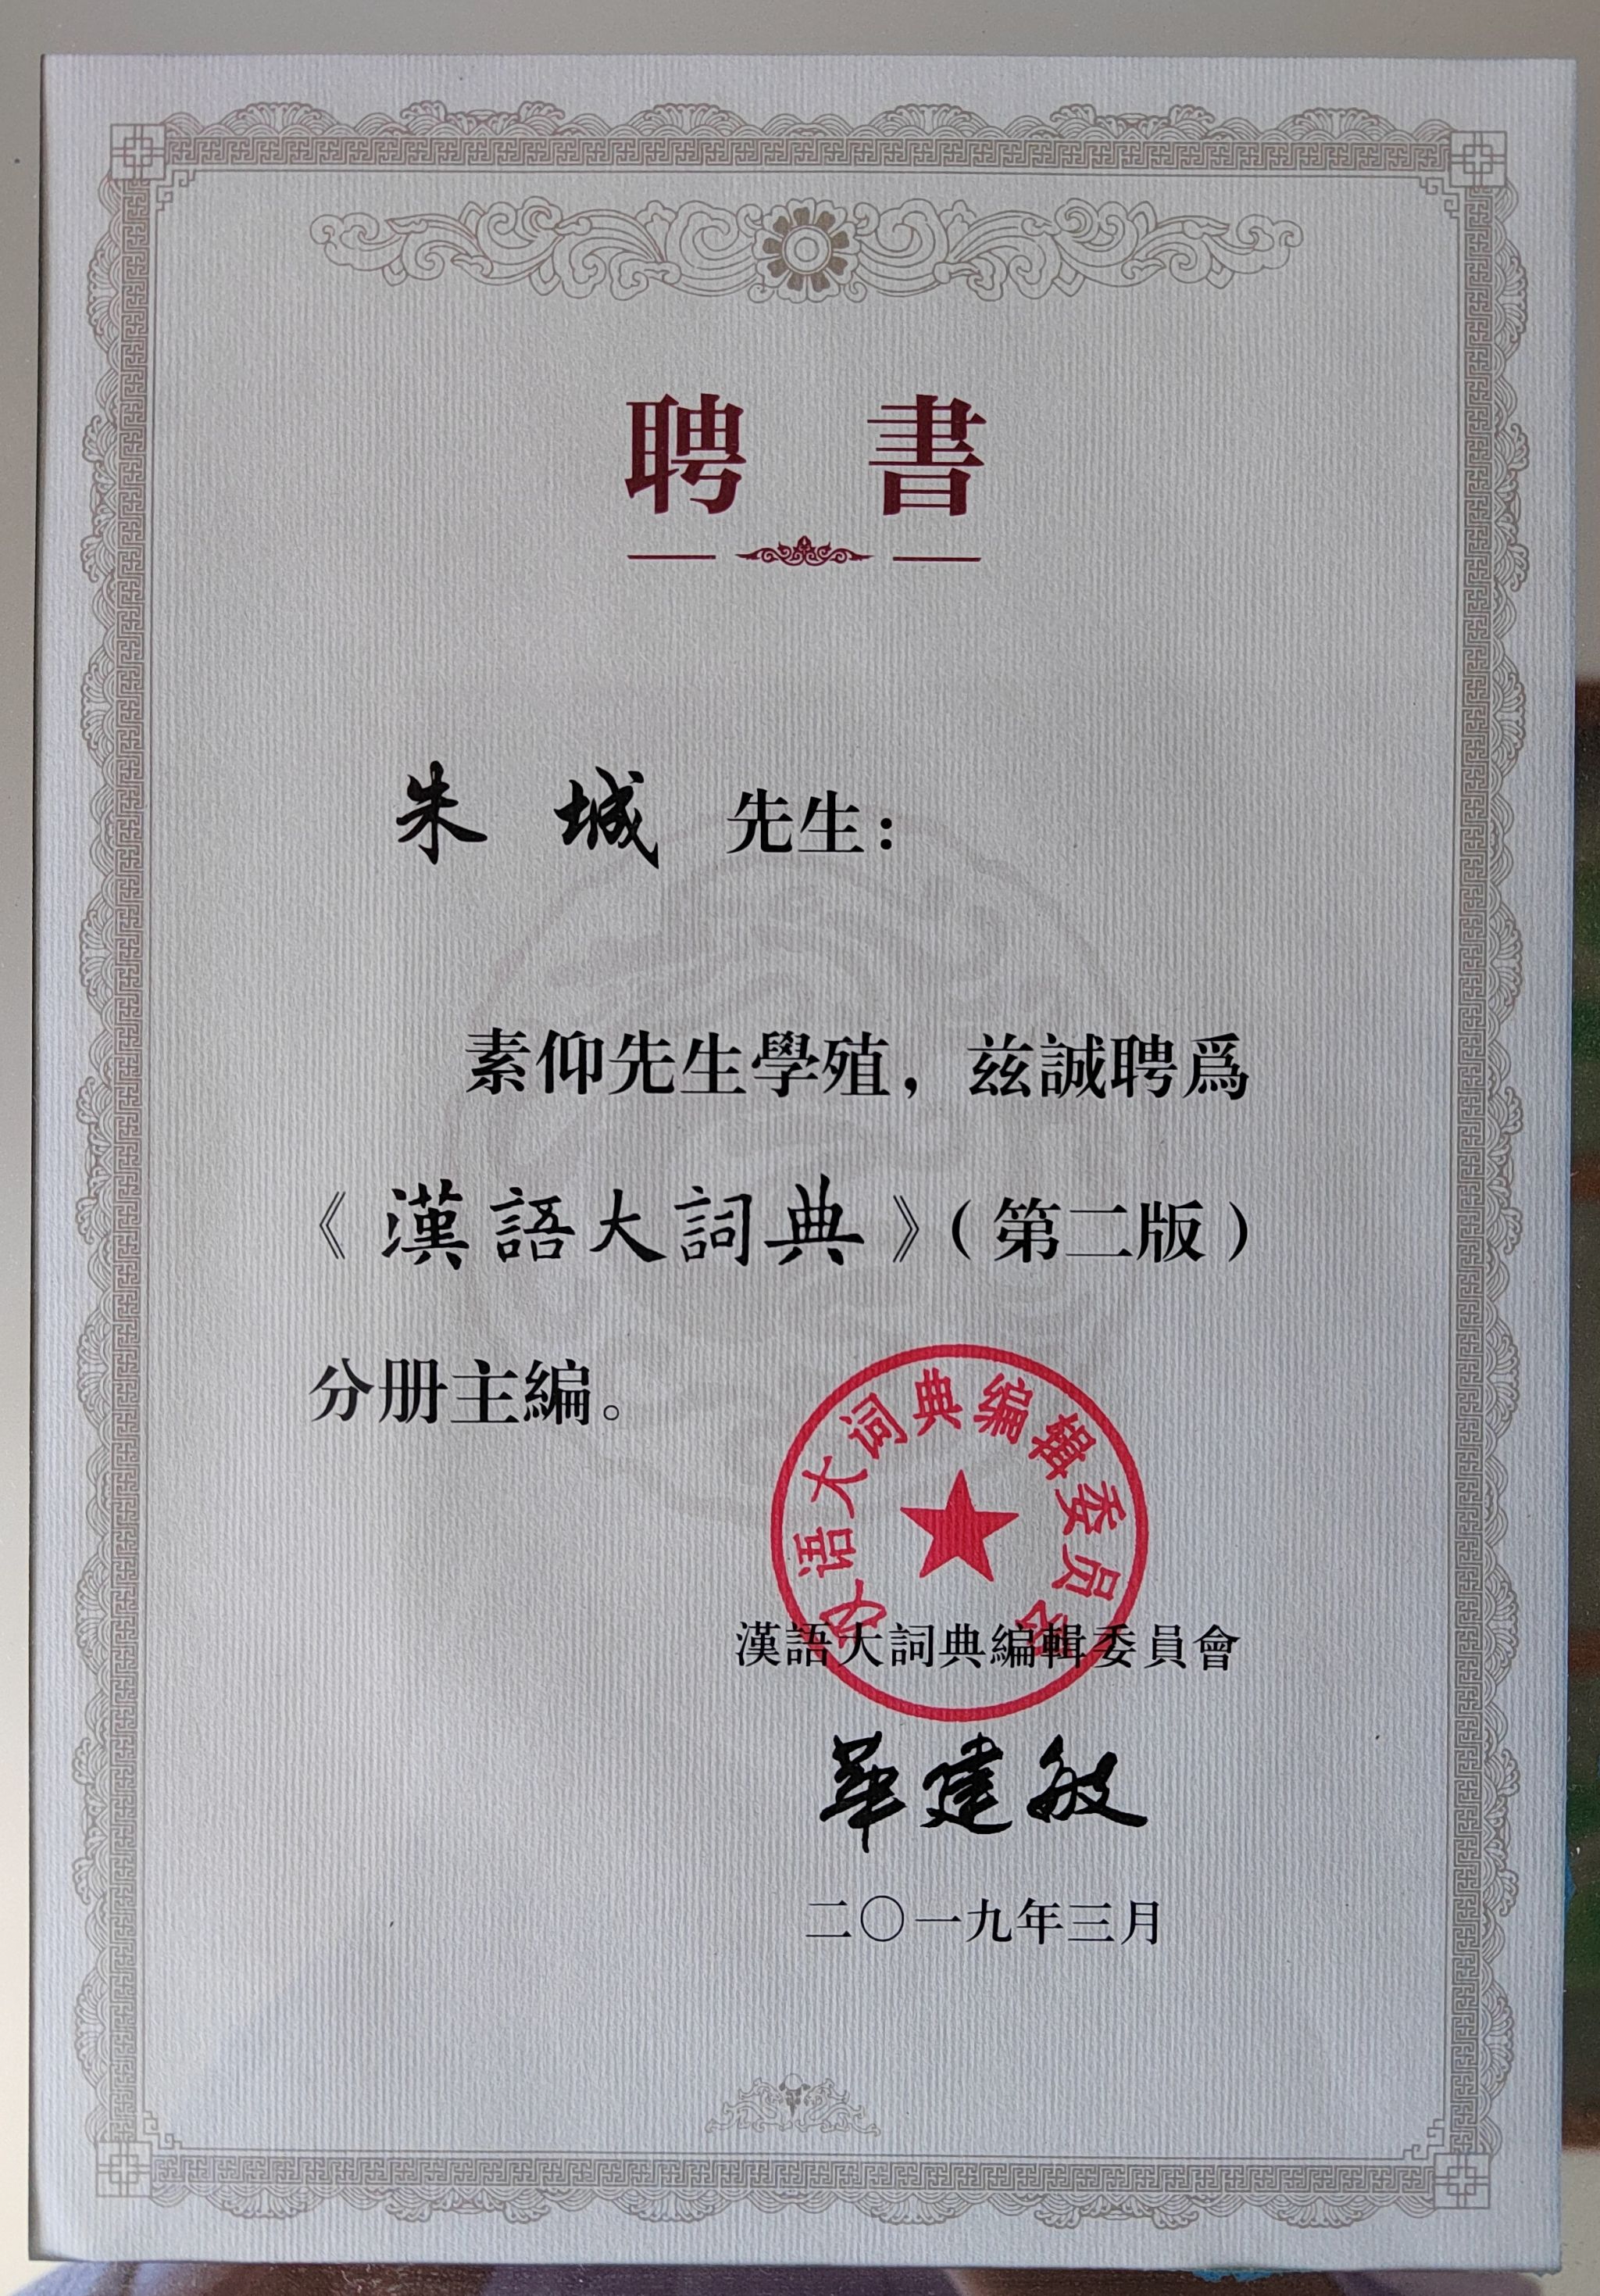 聘書
朱城先生：
素仰先生學殖，兹誠聘爲
《漢語大詞典》（第二版）
分册主編。
汉语大词典编辑委员会
漢語大詞典編輯委員會
華建敏
二〇一九年三月